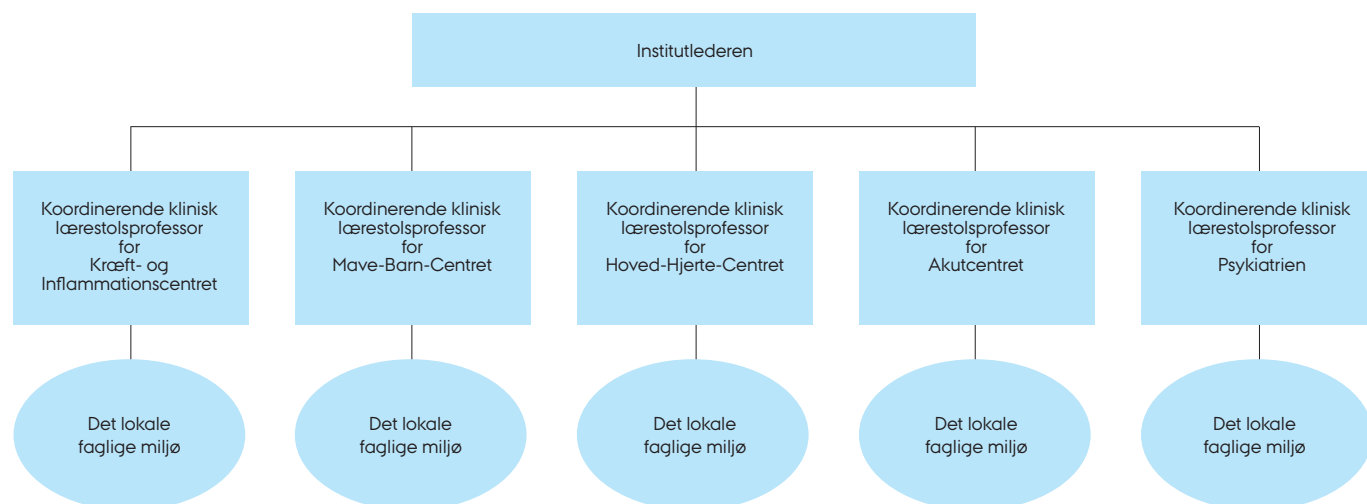 Institutlederen
Koordinerende klinisk
lærestolsprofessor
for
Kræft- og
Inflammationscentret
Koordinerende klinisk
lærestolsprofessor
for
Mave-Barn-Centret
Koordinerende klinisk
lærestolsprofessor
for
Hoved-Hjerte-Centret
Koordinerende klinisk
lærestolsprofessor
for
Akutcentret
Koordinerende klinisk
lærestolsprofessor
for
Psykiatrien
Det lokale
faglige miljø
Det lokale
faglige miljø
Det lokale
faglige miljø
Det lokale
faglige miljø
Det lokale
faglige miljø